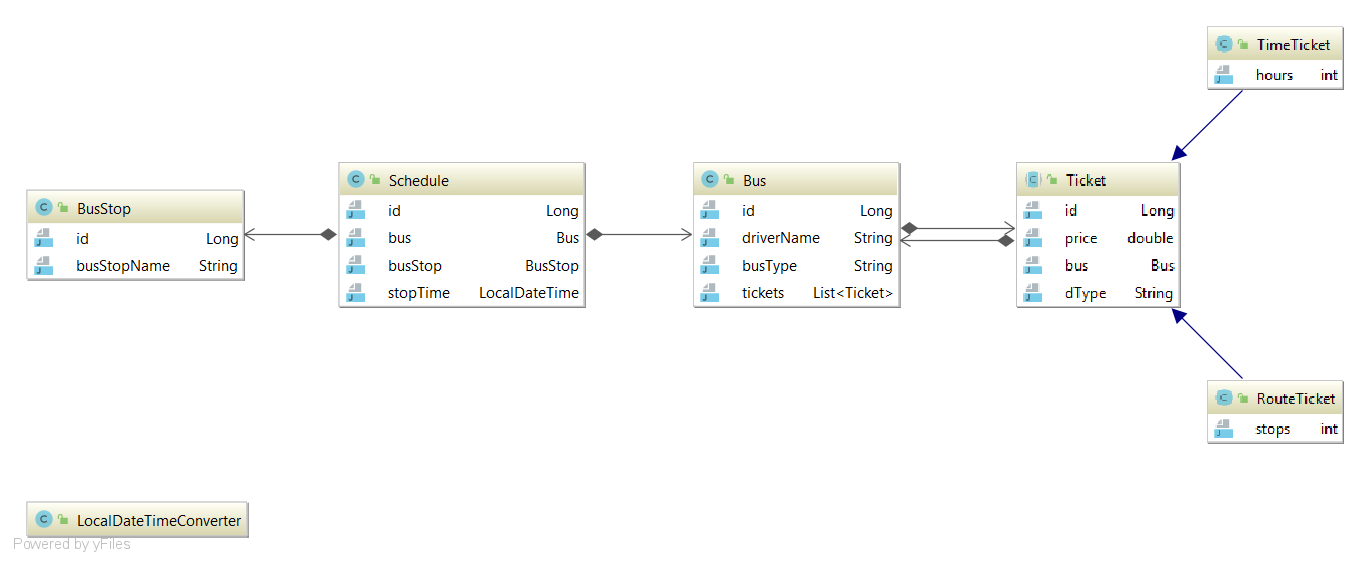 TimeTicket
hours int
BusStop
id Long
busStopName String
Schedule
id Long
bus Bus
busStop BusStop
stopTime LocalDateTime
Bus
id Long
driverName String
busType String
tickets List<Ticket>
Ticket
id Long
price double
bus Bus
dType String
RouteTicket
stops int
LocalDateTimeConverter
Powered by yFiles